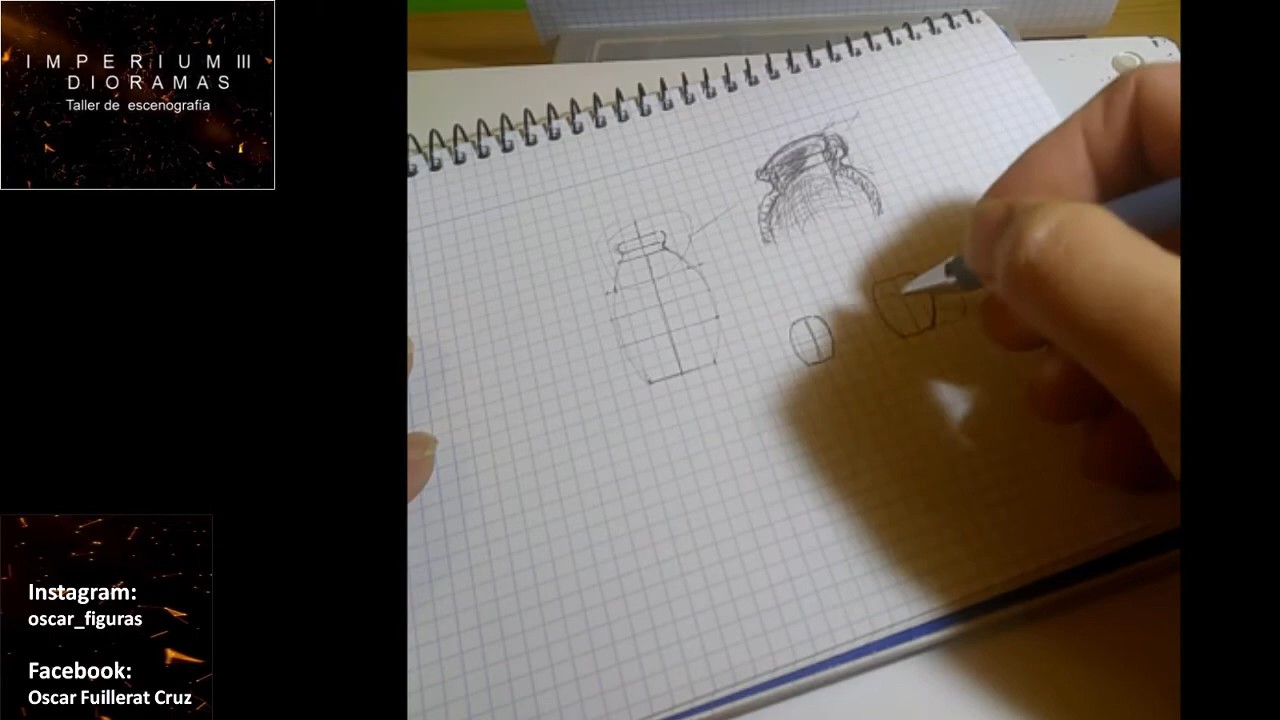 IMPERIUM III
DIORAMAS
Taller de escenografía
Instagram:
oscar_figuras
Facebook:
Oscar Fuillerat Cruz